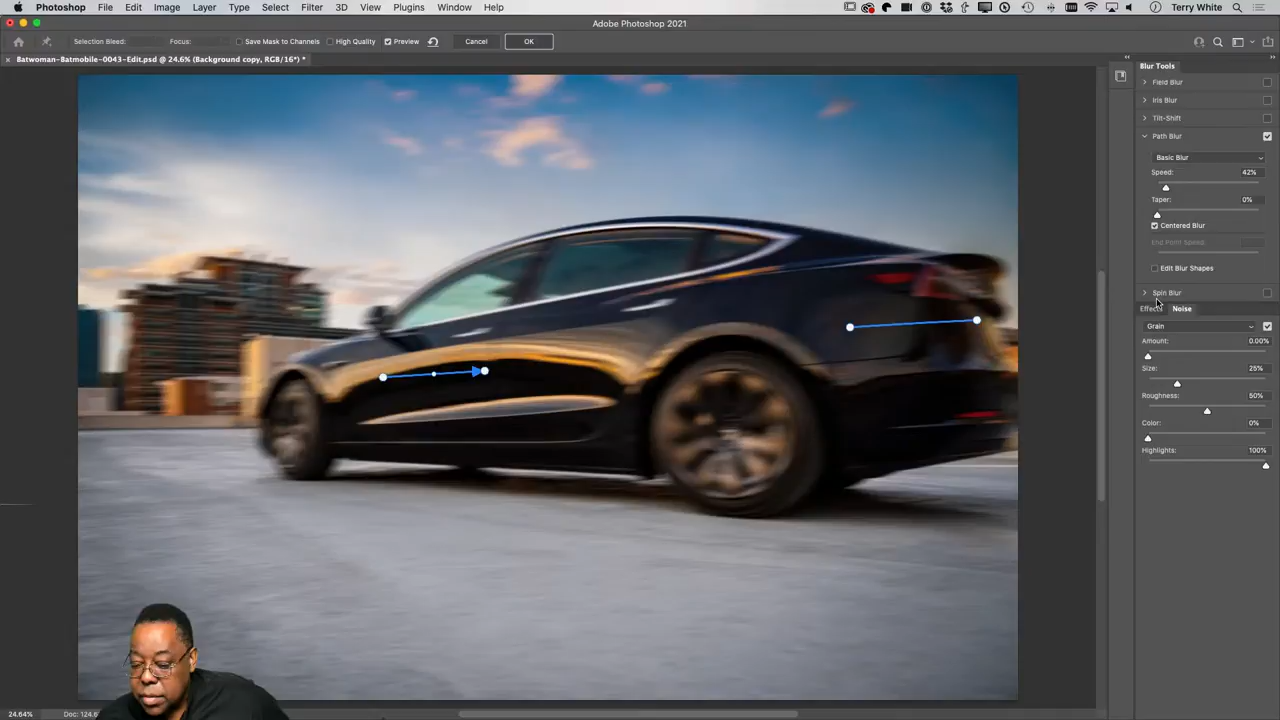 Photoshop File Edit Image Layer Type Select Filter 3D View Plugins Window Help Terry White
Adobe Photoshop 2021
Selection Bleed: Focus: Save Mask to Channels High Quality Preview Cancel OK
Batwoman-Batmobile-0043-Edit.psd @ 24.6% (Background copy, RGB/16*) *
Blur Tools
Field Blur
Iris Blur
Tilt-Shift
Path Blur
Basic Blur
Speed: 42%
Taper: 0%
Centered Blur
End Point Speed:
Edit Blur Shapes
Spin Blur
Effects Noise
Grain
Amount: 0.00%
Size: 25%
Roughness: 50%
Color: 0%
Highlights: 100%
24.64% Doc: 124.6